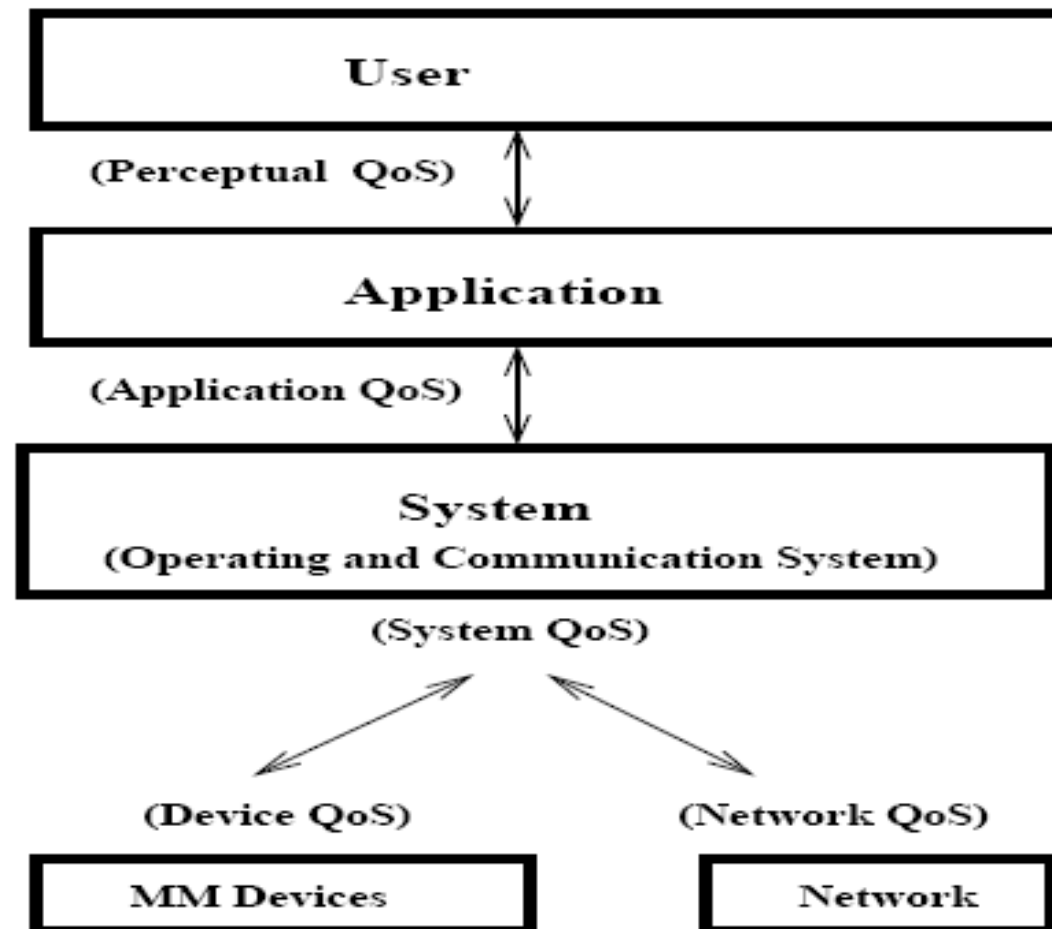 User
(Perceptual QoS)
Application
(Application QoS)
System
(Operating and Communication System)
(System QoS)
(Device QoS)
(Network QoS)
MM Devices
Network